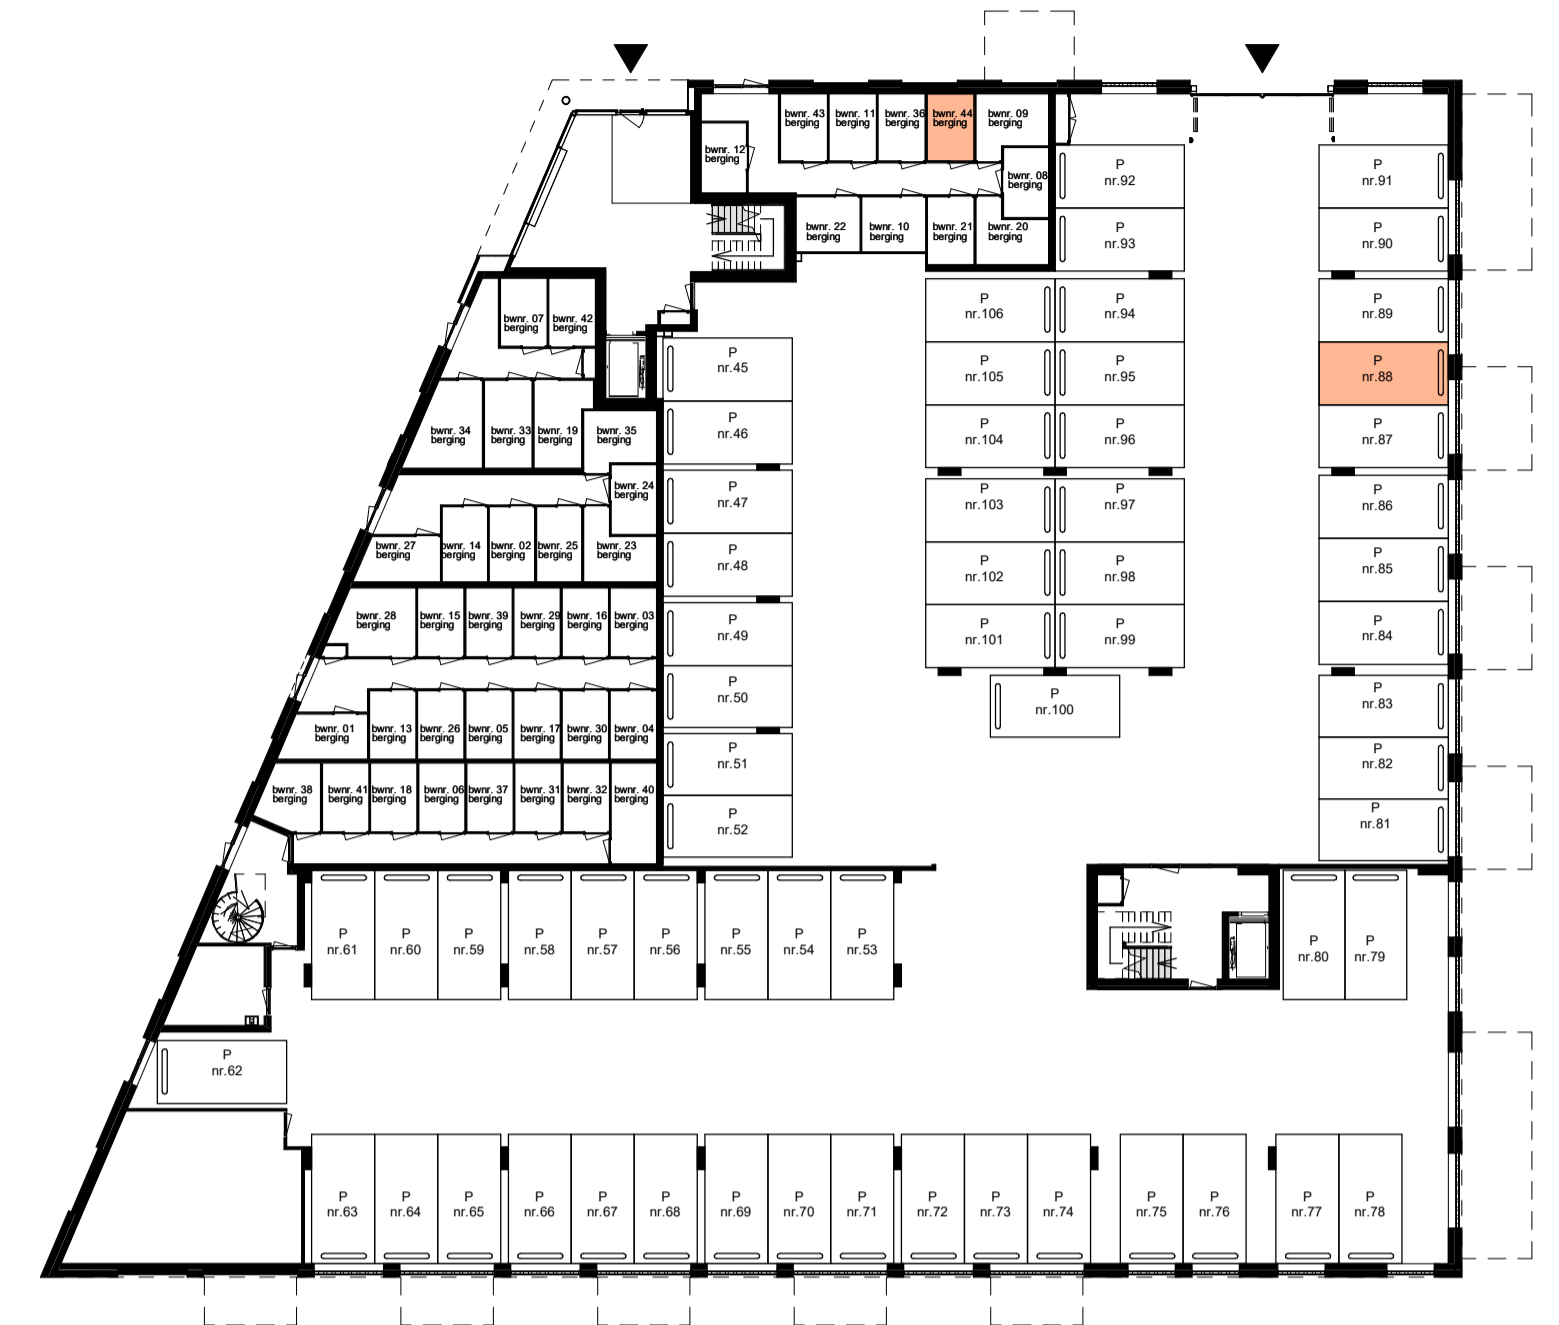 bwnr. 43
berging
bwnr. 11
berging
bwnr. 36
berging
bwnr. 44
berging
bwnr. 09
berging
bwnr. 12
berging
bwnr. 08
berging
bwnr. 22
berging
bwnr. 10
berging
bwnr. 21
berging
bwnr. 20
berging
P
nr.92
P
nr.91
P
nr.93
P
nr.90
bwnr. 07
berging
bwnr. 42
berging
P
nr.106
P
nr.94
P
nr.89
P
nr.45
P
nr.105
P
nr.95
P
nr.88
bwnr. 34
berging
bwnr. 33
berging
bwnr. 19
berging
bwnr. 35
berging
P
nr.46
P
nr.104
P
nr.96
P
nr.87
bwnr. 24
berging
P
nr.47
P
nr.103
P
nr.97
P
nr.86
bwnr. 27
berging
bwnr. 14
berging
bwnr. 02
berging
bwnr. 25
berging
bwnr. 23
berging
P
nr.48
P
nr.102
P
nr.98
P
nr.85
bwnr. 28
berging
bwnr. 15
berging
bwnr. 39
berging
bwnr. 29
berging
bwnr. 16
berging
bwnr. 03
berging
P
nr.49
P
nr.101
P
nr.99
P
nr.84
P
nr.50
P
nr.100
P
nr.83
bwnr. 01
berging
bwnr. 13
berging
bwnr. 26
berging
bwnr. 05
berging
bwnr. 17
berging
bwnr. 30
berging
bwnr. 04
berging
P
nr.51
P
nr.82
bwnr. 38
berging
bwnr. 41
berging
bwnr. 18
berging
bwnr. 06
berging
bwnr. 37
berging
bwnr. 31
berging
bwnr. 32
berging
bwnr. 40
berging
P
nr.52
P
nr.81
P
nr.61
P
nr.60
P
nr.59
P
nr.58
P
nr.57
P
nr.56
P
nr.55
P
nr.54
P
nr.53
P
nr.80
P
nr.79
P
nr.62
P
nr.63
P
nr.64
P
nr.65
P
nr.66
P
nr.67
P
nr.68
P
nr.69
P
nr.70
P
nr.71
P
nr.72
P
nr.73
P
nr.74
P
nr.75
P
nr.76
P
nr.77
P
nr.78